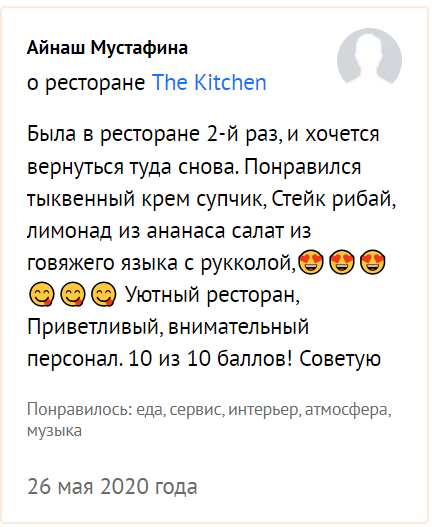 Айнаш Мустафина
о ресторане The Kitchen
Была в ресторане 2-й раз, и хочется
вернуться туда снова. Понравился
тыквенный крем супчик, Стейк рибай,
лимонад из ананаса салат из
говяжего языка с рукколой,😍😍😍
😋😋😋 Уютный ресторан,
Приветливый, внимательный
персонал. 10 из 10 баллов! Советую
Понравилось: еда, сервис, интерьер, атмосфера,
музыка
26 мая 2020 года